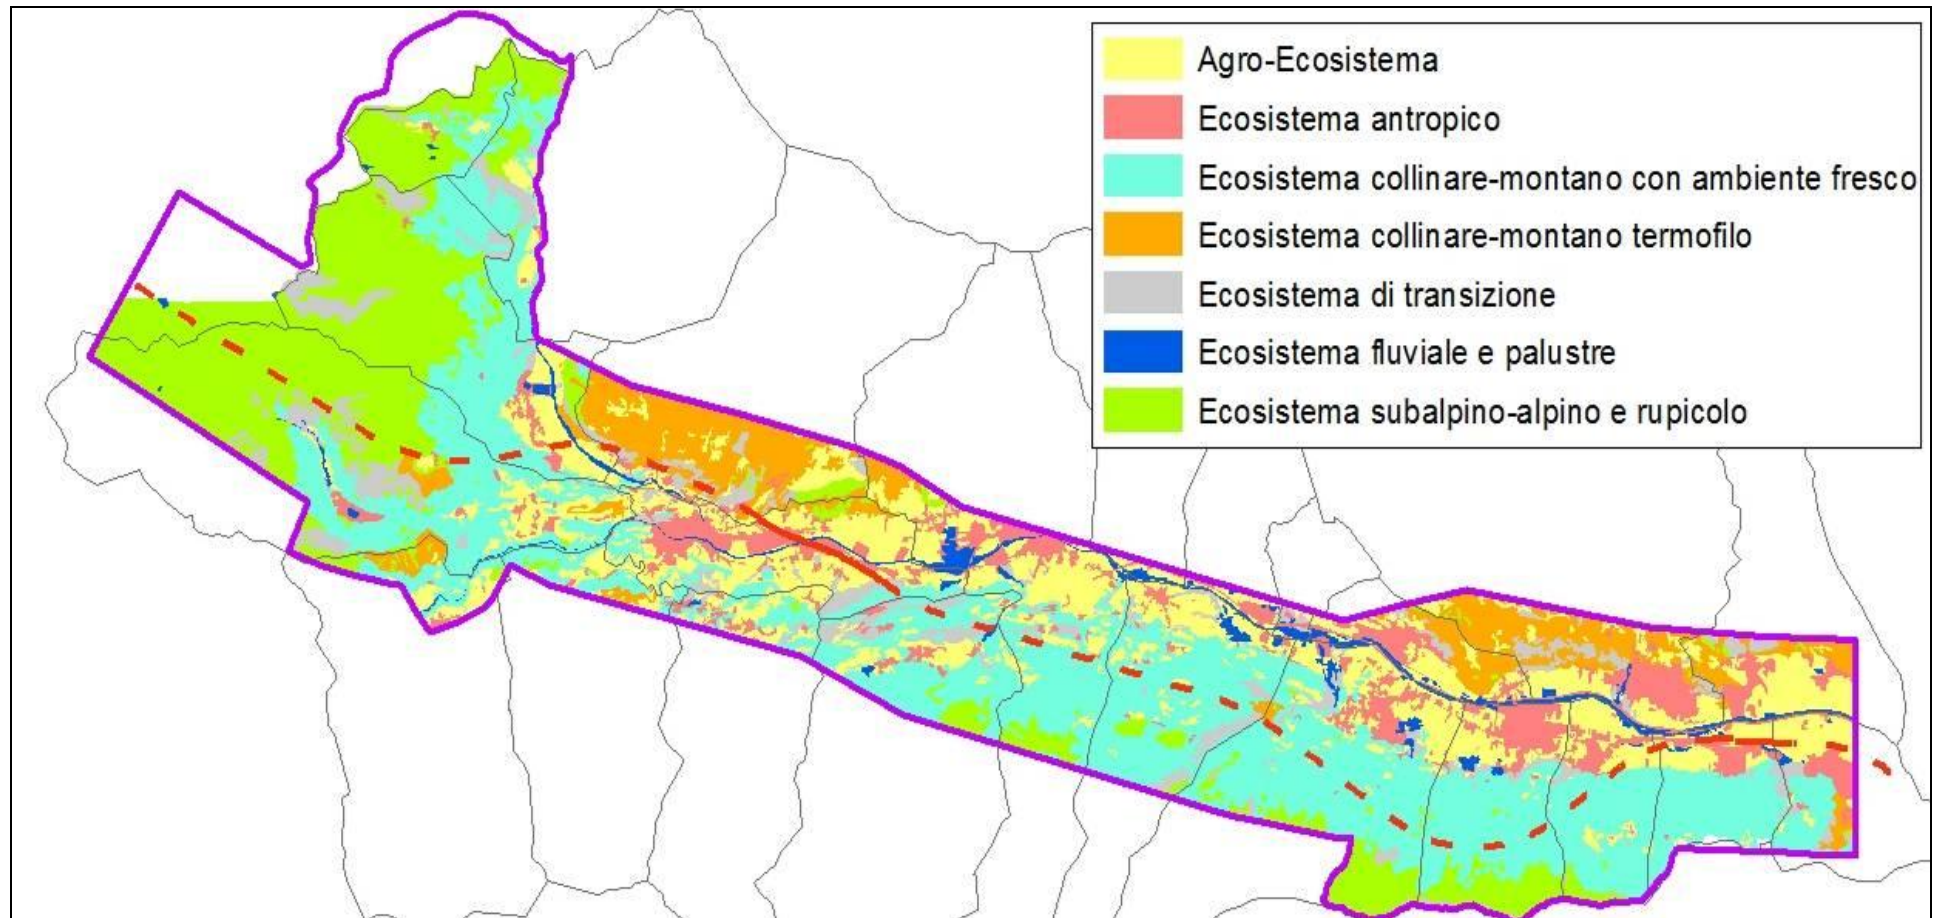 Agro-Ecosistema
Ecosistema antropico
Ecosistema collinare-montano con ambiente fresco
Ecosistema collinare-montano termofilo
Ecosistema di transizione
Ecosistema fluviale e palustre
Ecosistema subalpino-alpino e rupicolo